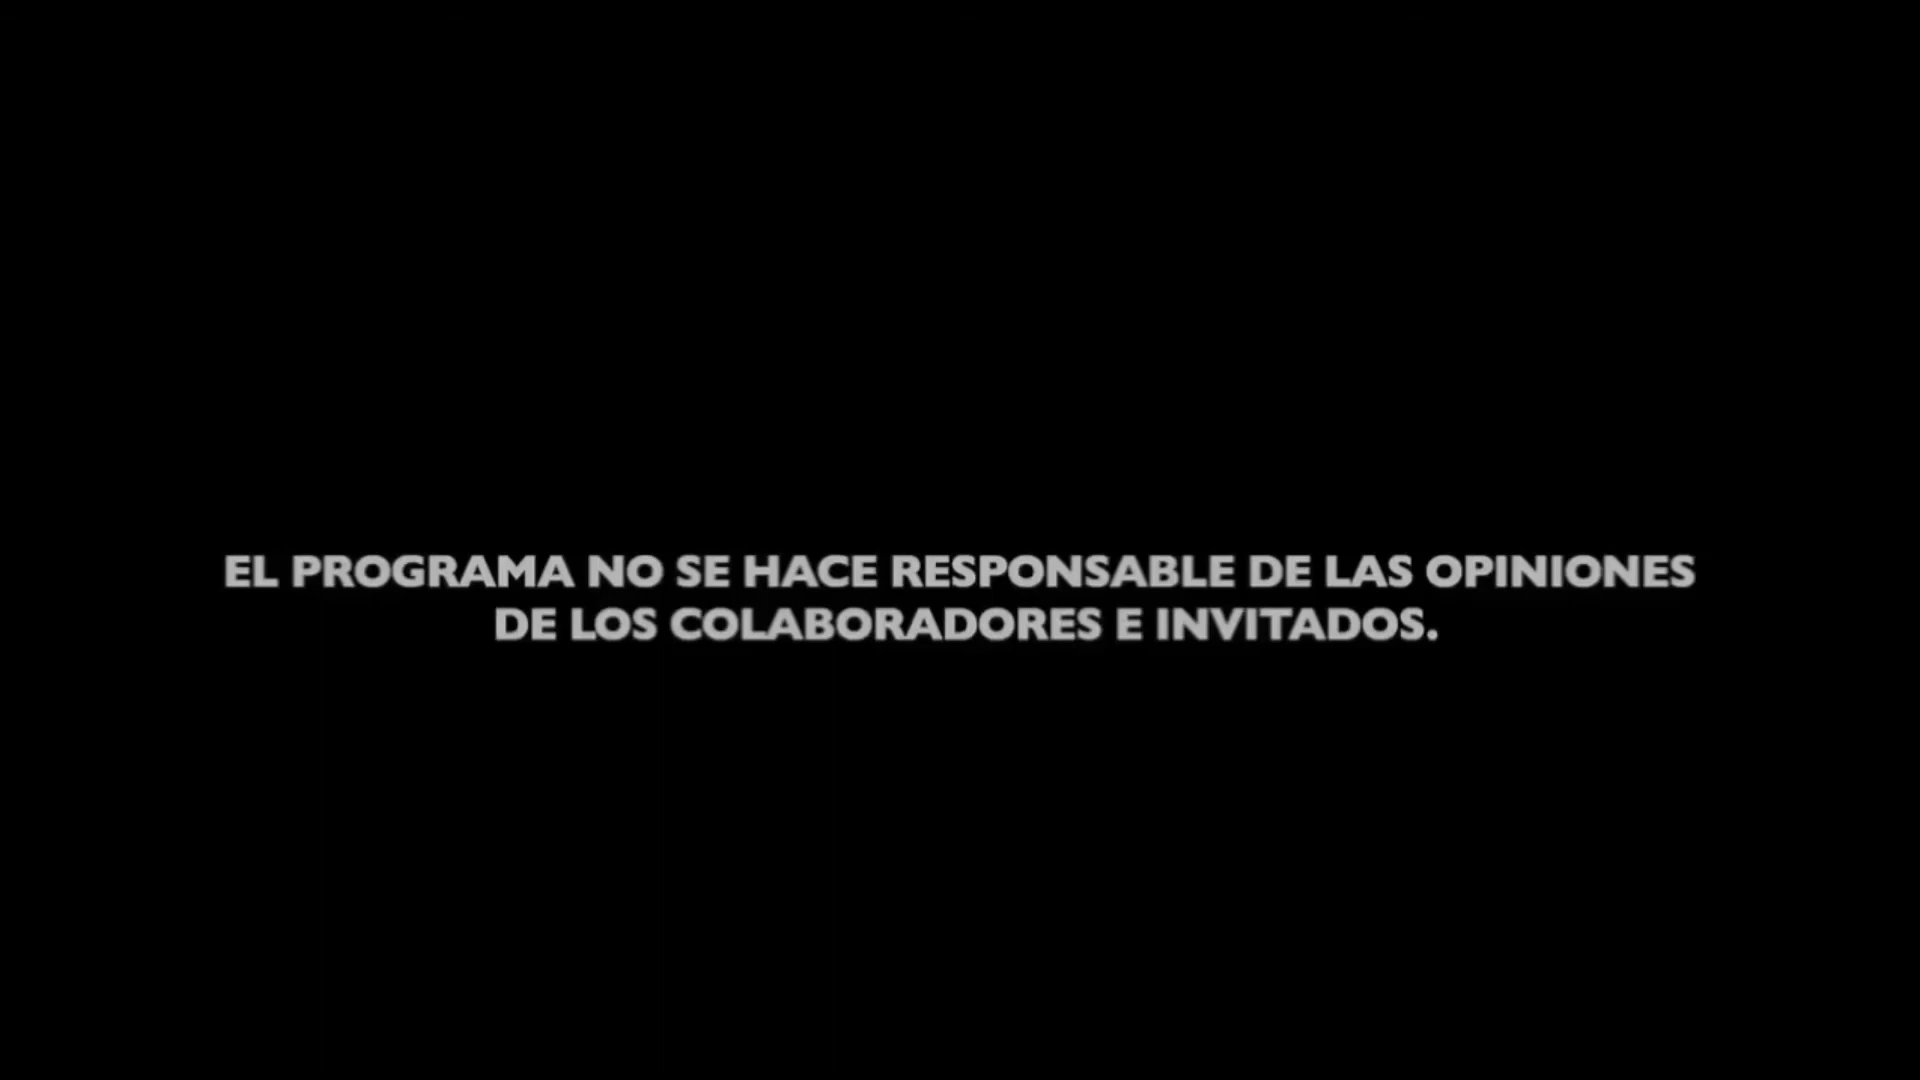 EL PROGRAMA NO SE HACE RESPONSABLE DE LAS OPINIONES
DE LOS COLABORADORES E INVITADOS.